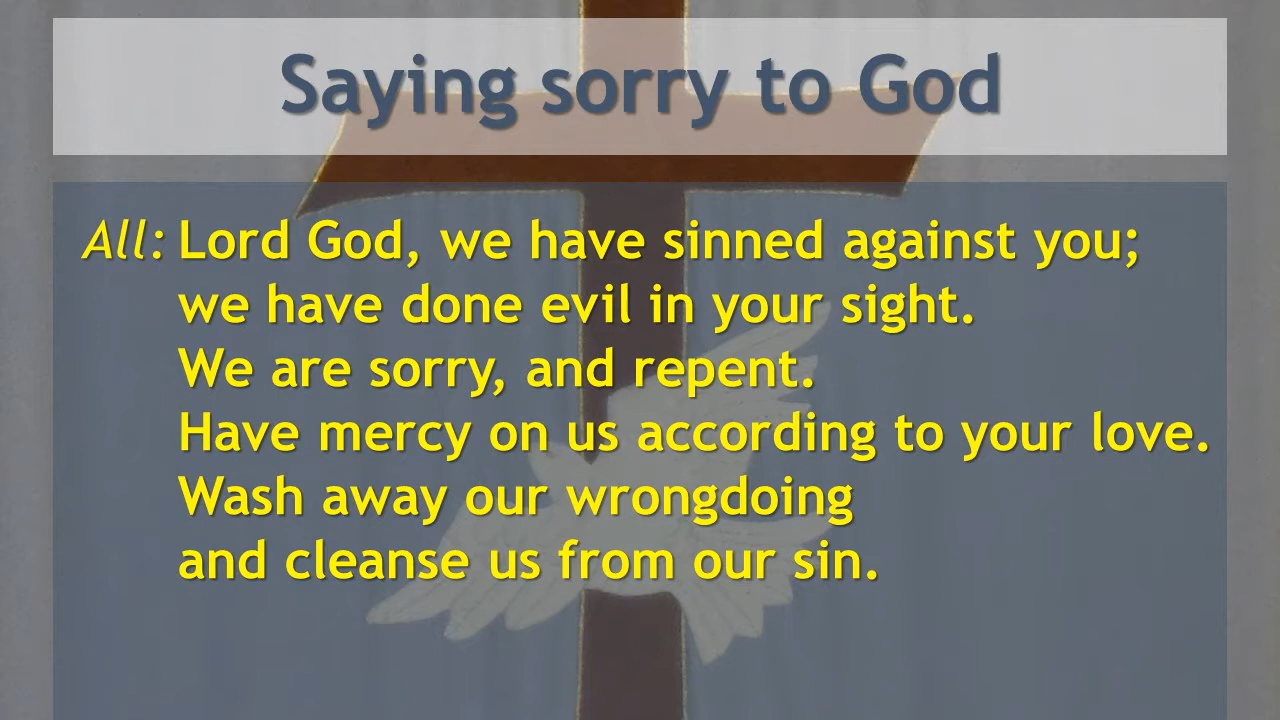 Saying sorry to God
All: Lord God, we have sinned against you;
we have done evil in your sight.
We are sorry, and repent.
Have mercy on us according to your love.
Wash away our wrongdoing
and cleanse us from our sin.